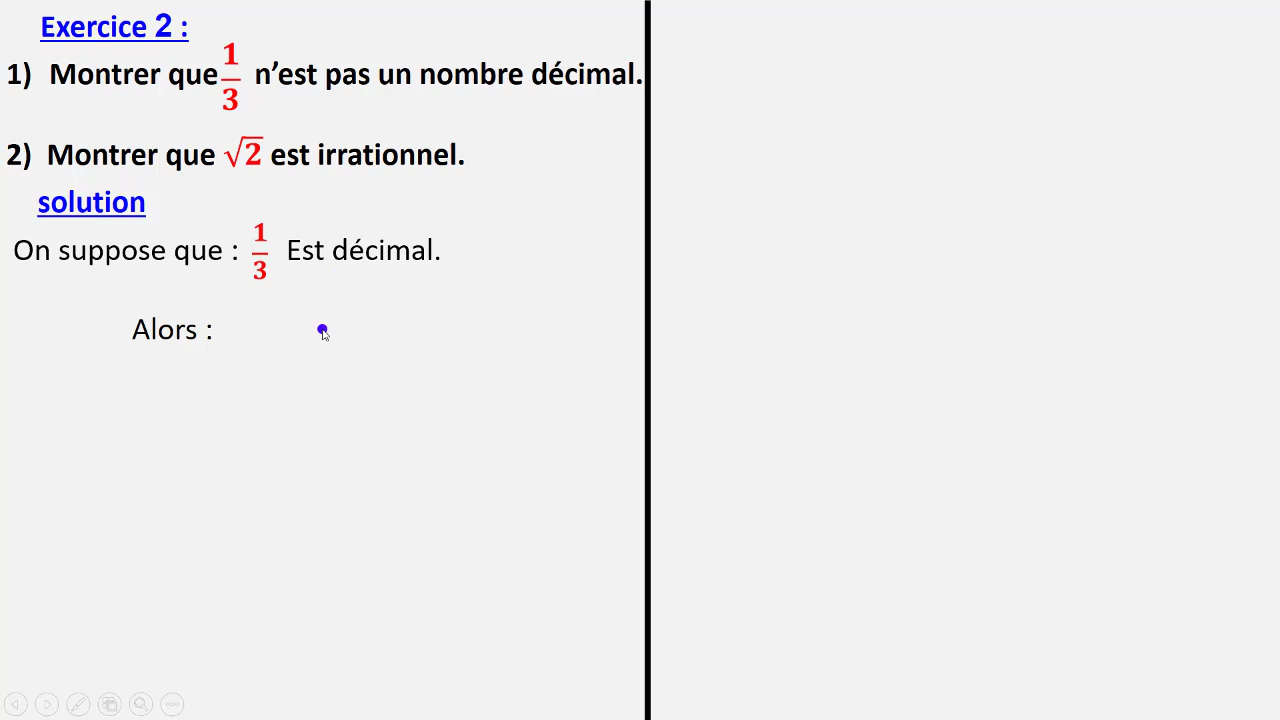 Exercice 2 :
1) Montrer que 1/3 n’est pas un nombre décimal.
2) Montrer que √2 est irrationnel.
solution
On suppose que : 1/3 Est décimal.
Alors :